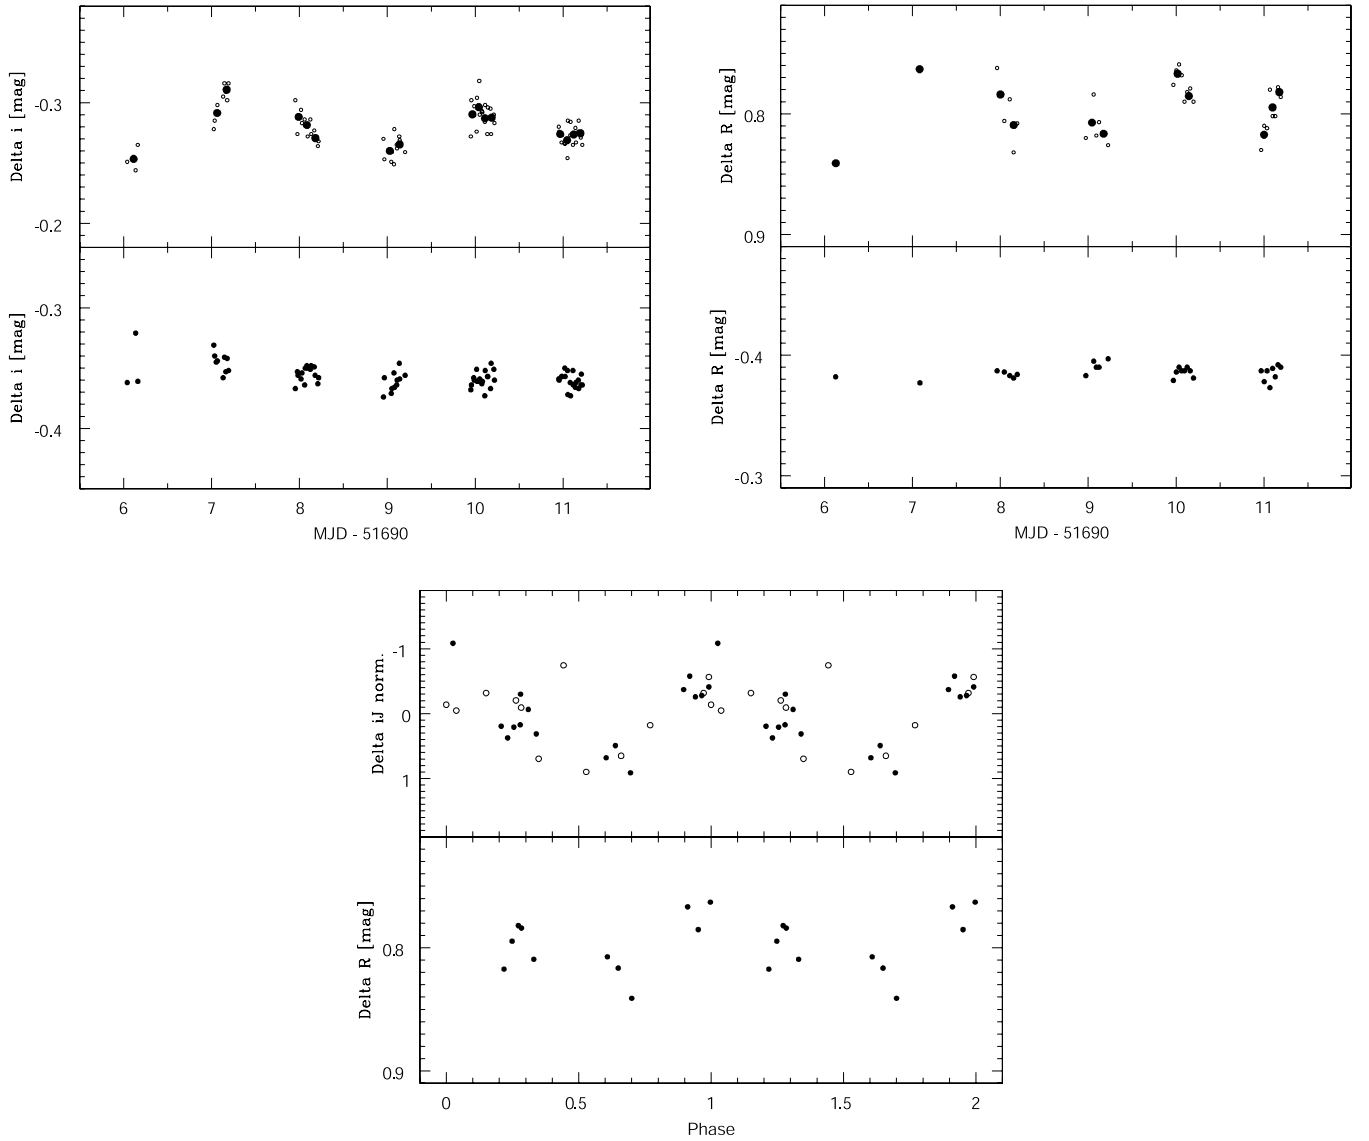 Delta i [mag]
-0.3
-0.2
Delta i [mag]
-0.3
-0.4
6 7 8 9 10 11
MJD - 51690
Delta R [mag]
0.8
0.9
Delta R [mag]
-0.4
-0.3
6 7 8 9 10 11
MJD - 51690
Delta iJ norm.
-1
0
1
Delta R [mag]
0.8
0.9
0 0.5 1 1.5 2
Phase